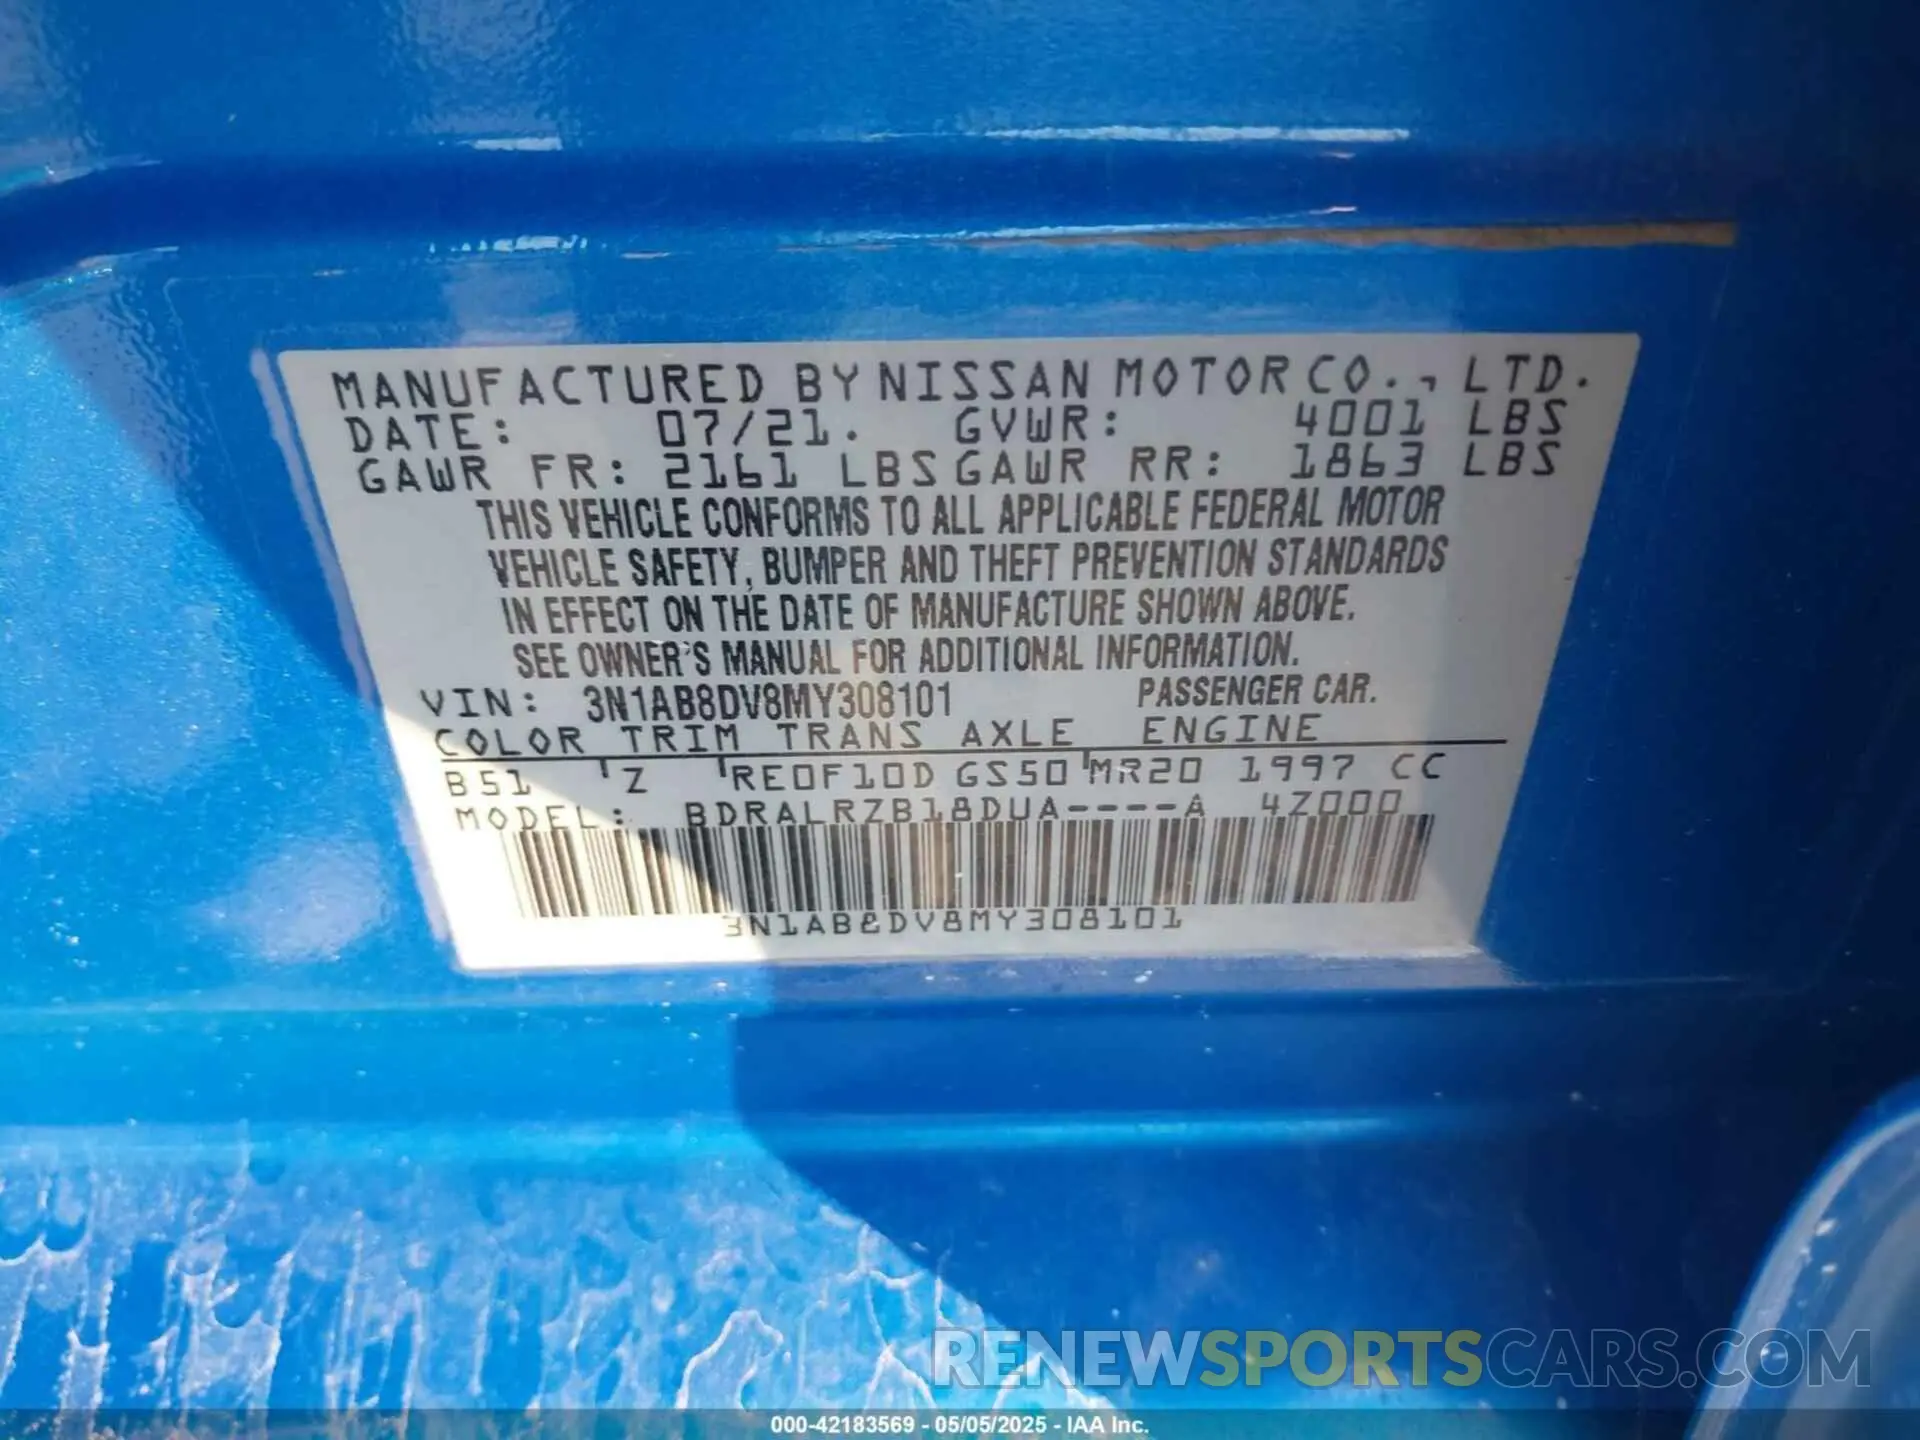 MANUFACTURED BY NISSAN MOTOR CO., LTD.
DATE: 07/21. GVWR: 4001 LBS
GAWR FR: 2161 LBS GAWR RR: 1863 LBS
THIS VEHICLE CONFORMS TO ALL APPLICABLE FEDERAL MOTOR
VEHICLE SAFETY, BUMPER AND THEFT PREVENTION STANDARDS
IN EFFECT ON THE DATE OF MANUFACTURE SHOWN ABOVE.
SEE OWNER'S MANUAL FOR ADDITIONAL INFORMATION.
VIN: 3N1AB8DV8MY308101 PASSENGER CAR.
COLOR TRIM TRANS AXLE ENGINE
B51 Z RE0F10D GS50 MR20 1997 CC
MODEL: BDRALRZB18DUA----A 4Z000
3N1AB8DV8MY308101
RENEWSPORTSCARS.COM
000-42183569 - 05/05/2025 - IAA Inc.